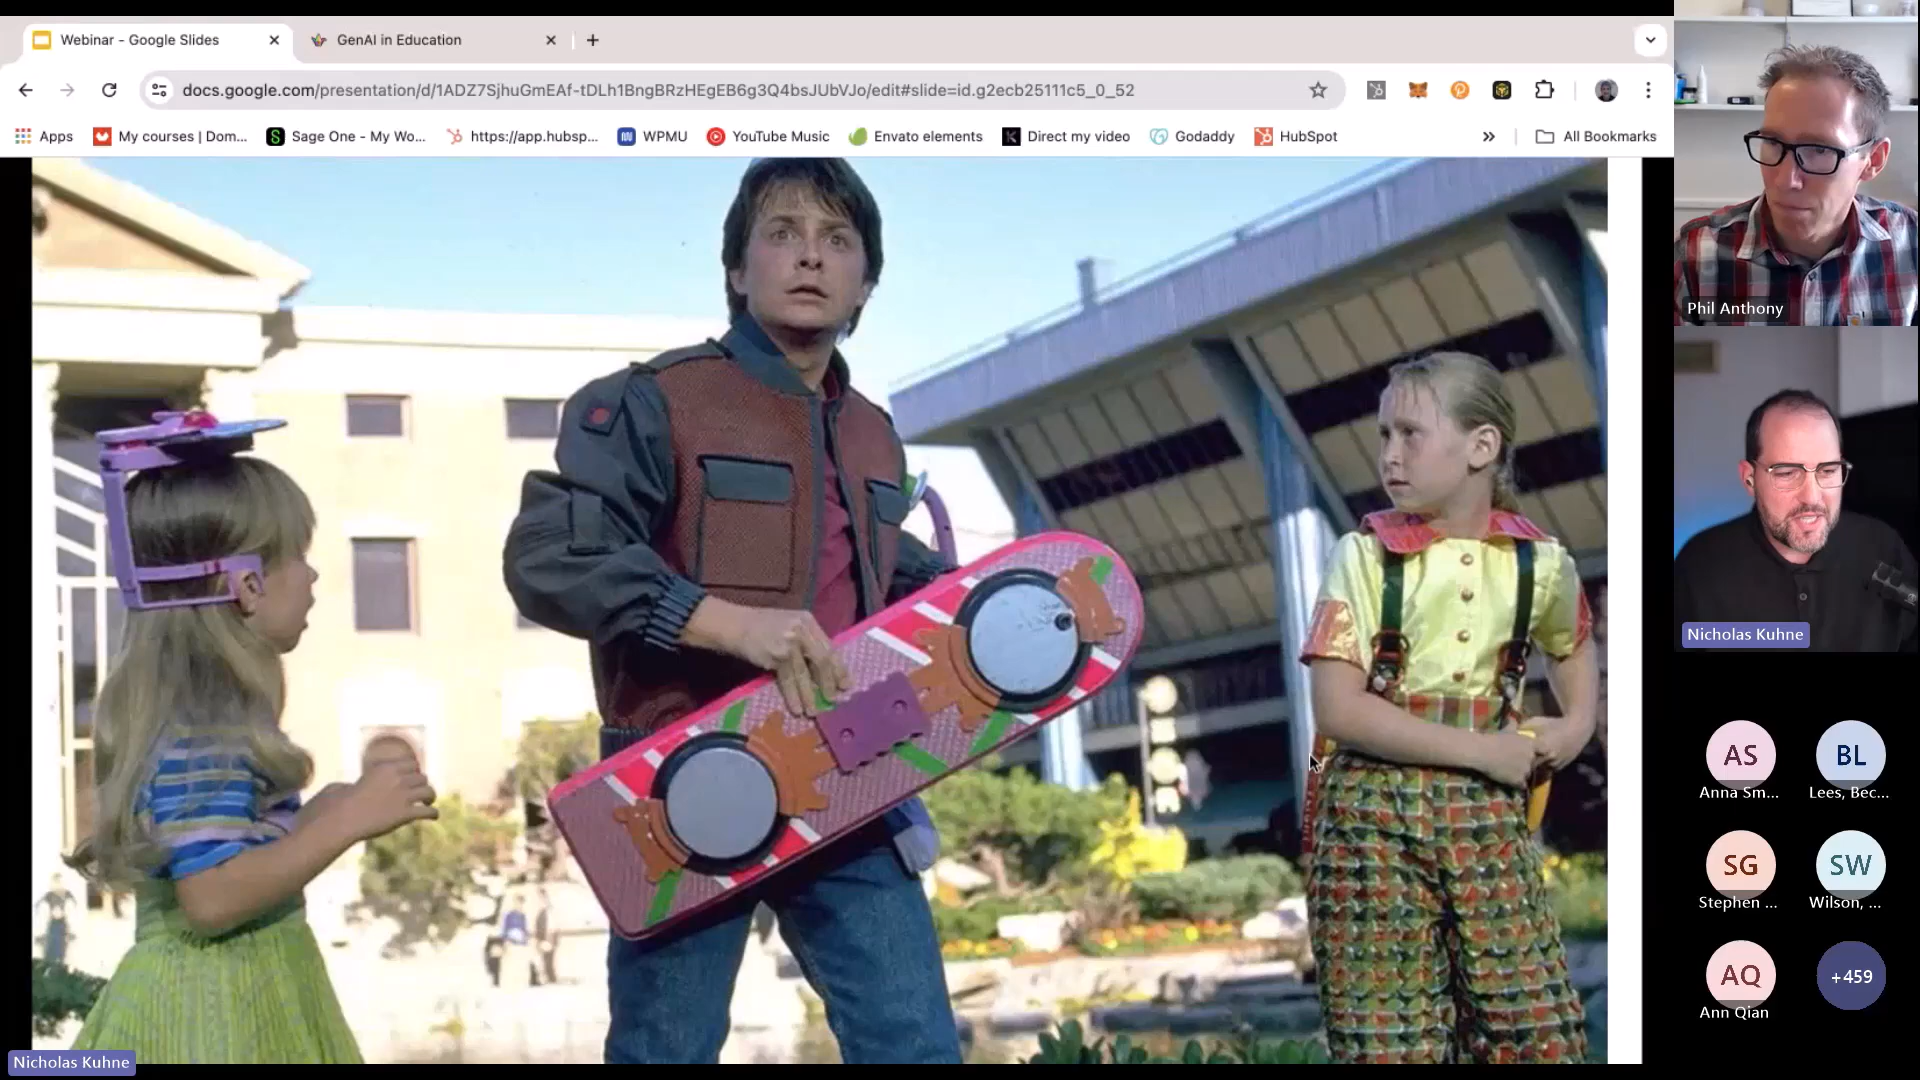 Webinar - Google Slides
GenAI in Education
docs.google.com/presentation/d/1ADZ7SjhuGmEAf-tDLh1BngBRzHEgEB6g3Q4bsJUbVJo/edit#slide=id.g2ecb25111c5_0_52
Apps
My courses | Dom...
Sage One - My Wo...
https://app.hubsp...
WPMU
YouTube Music
Envato elements
Direct my video
Godaddy
HubSpot
All Bookmarks
Phil Anthony
Nicholas Kuhne
AS
BL
Anna Sm...
Lees, Bec...
SG
SW
Stephen ...
Wilson, ...
AQ
+459
Ann Qian
Nicholas Kuhne